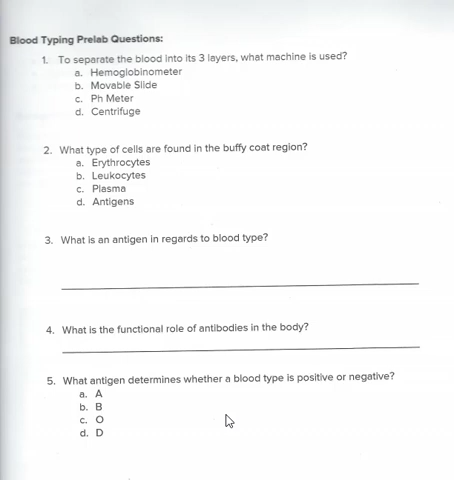 Blood Typing Prelab Questions:
1. To separate the blood into its 3 layers, what machine is used?
a. Hemoglobinometer
b. Movable Slide
c. Ph Meter
d. Centrifuge
2. What type of cells are found in the buffy coat region?
a. Erythrocytes
b. Leukocytes
c. Plasma
d. Antigens
3. What is an antigen in regards to blood type?
4. What is the functional role of antibodies in the body?
5. What antigen determines whether a blood type is positive or negative?
a. A
b. B
c. O
d. D